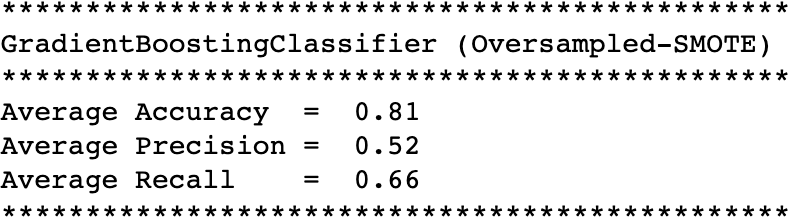 ***********************************************
GradientBoostingClassifier (Oversampled-SMOTE)
***********************************************
Average Accuracy  =  0.81
Average Precision =  0.52
Average Recall    =  0.66
***********************************************